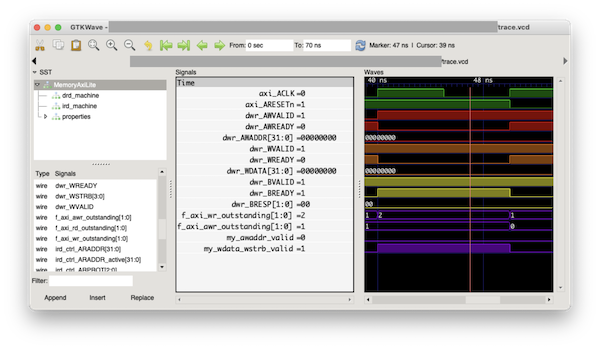 GTKWave -
/trace.vcd
From: 0 sec To: 70 ns Marker: 47 ns | Cursor: 39 ns
/trace.vcd
SST
MemoryAxiLite
drd_machine
ird_machine
properties
Type Signals
wire dwr_WREADY
wire dwr_WSTRB[3:0]
wire dwr_WVALID
wire f_axi_awr_outstanding[1:0]
wire f_axi_rd_outstanding[1:0]
wire f_axi_wr_outstanding[1:0]
wire ird_ctrl_ARADDR[31:0]
wire ird_ctrl_ARADDR_active[31:0]
wire ird_ctrl_ARPROT[2:0]
Filter:
Append Insert Replace
Signals
Time
axi_ACLK=0
axi_ARESETn=1
dwr_AWVALID=1
dwr_AWREADY=0
dwr_AWADDR[31:0] =00000000
dwr_WVALID=1
dwr_WREADY=0
dwr_WDATA[31:0] =00000000
dwr_BVALID=1
dwr_BREADY=1
dwr_BRESP[1:0] =00
f_axi_wr_outstanding[1:0] =2
f_axi_awr_outstanding[1:0] =1
my_awaddr_valid =0
my_wdata_wstrb_valid =1
Waves
40 ns 48 ns
00000000
00000000
00
1 2 1
1 0